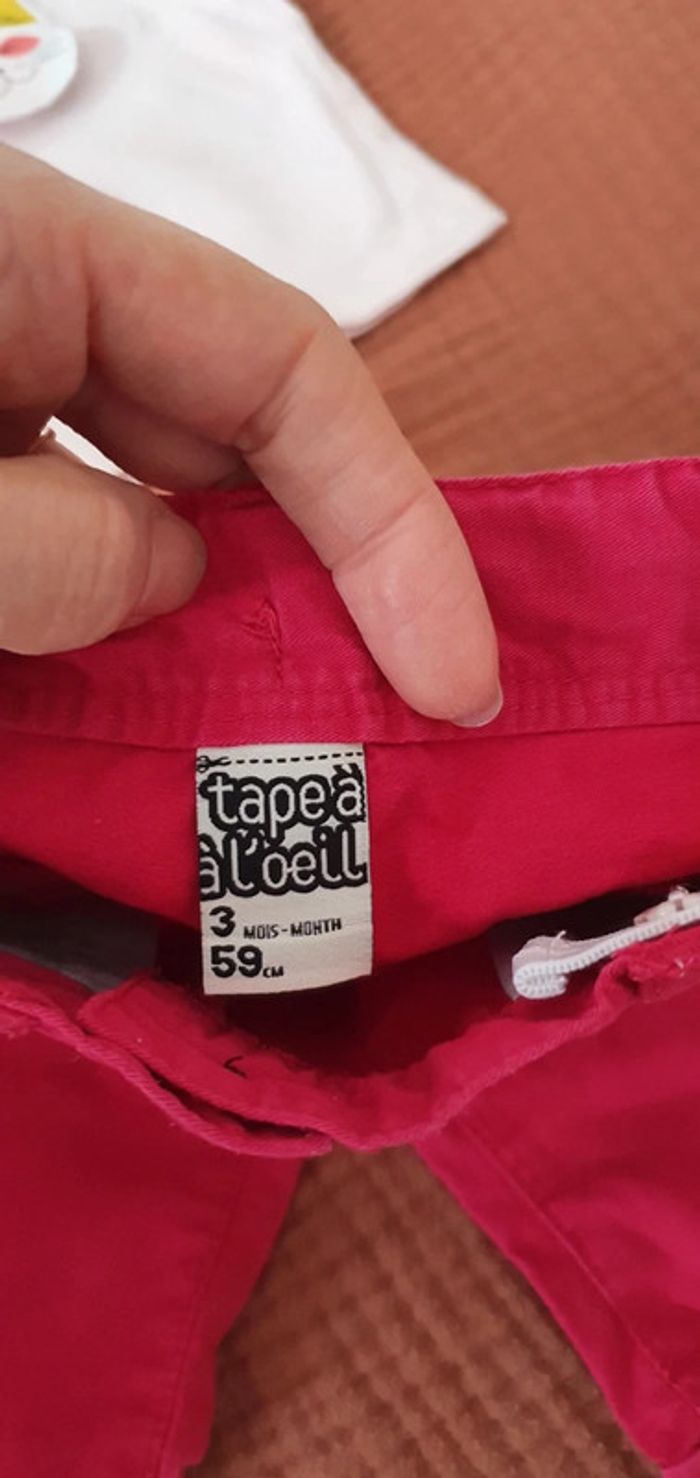 tape à
à l'oeil
3 MOIS-MONTH
59 CM